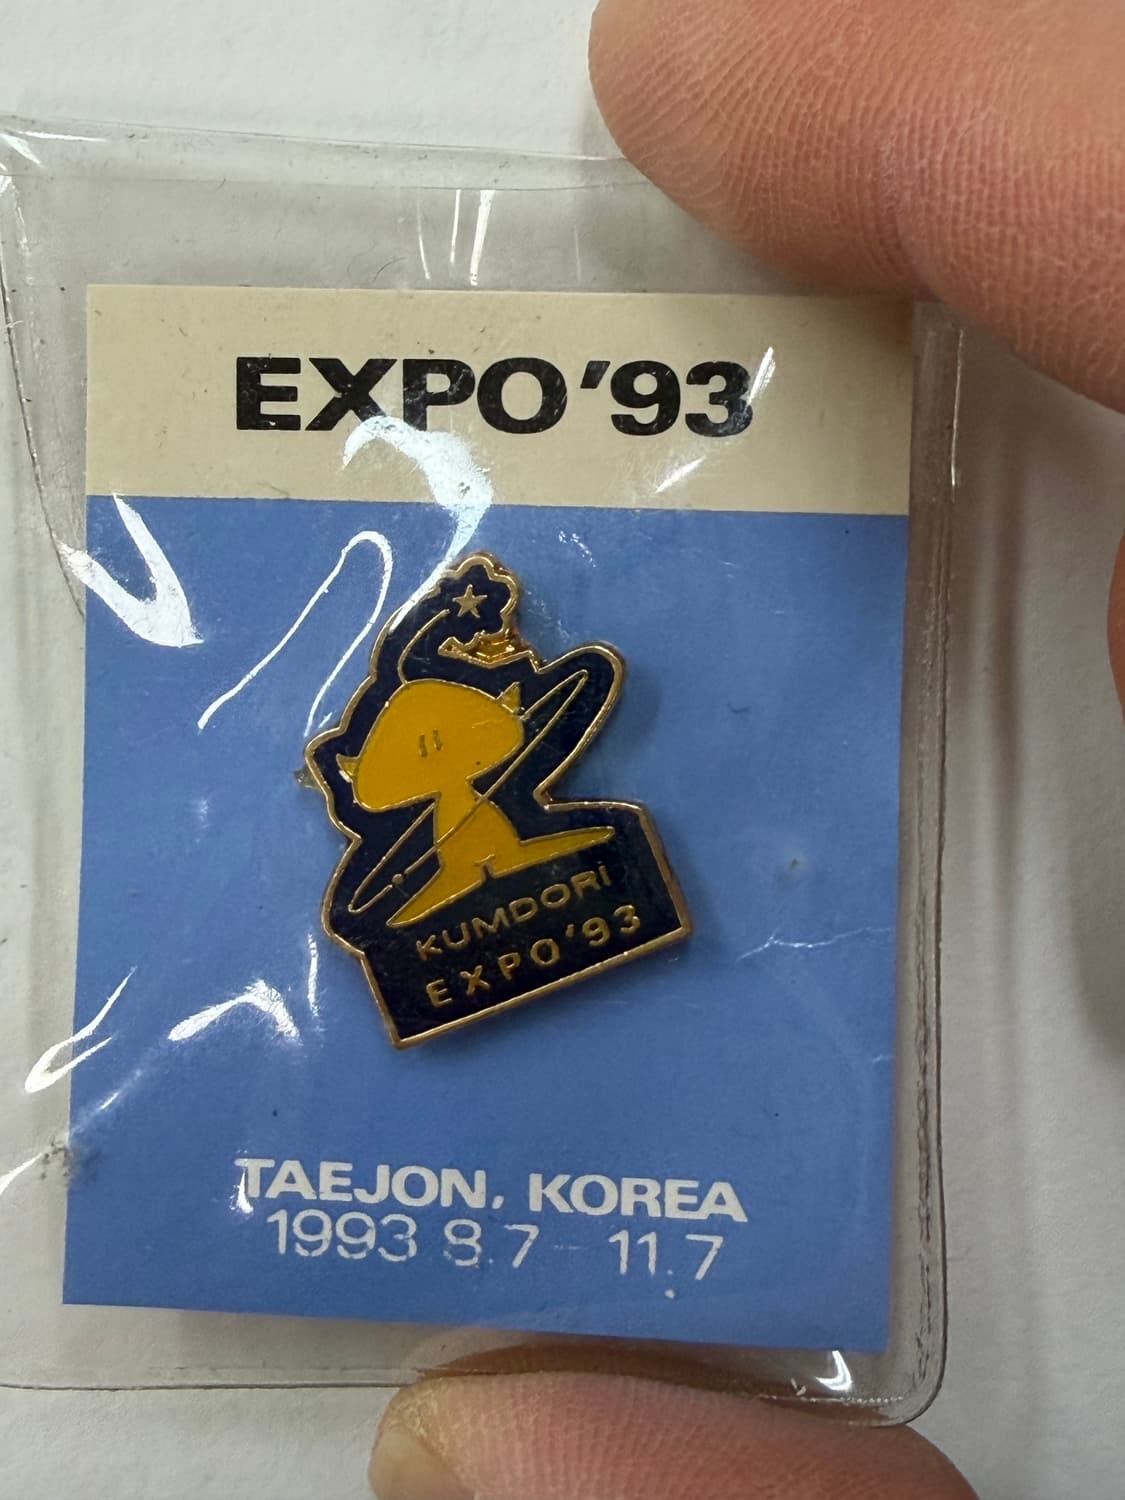 EXPO '93
KUMDORI
EXPO '93
TAEJON, KOREA
1993 8.7 - 11.7